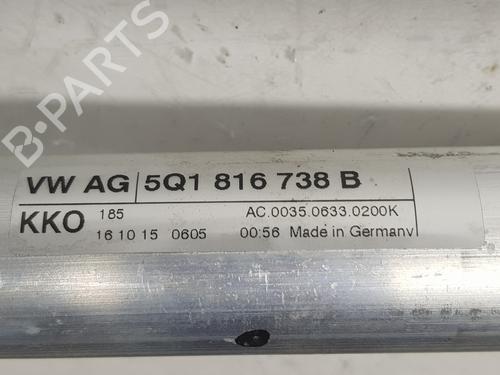 B-PARTS
VW AG 5Q1 816 738 B
KKO 185 AC.0035.0633.0200K
16 10 15 0605 00:56 Made in Germany